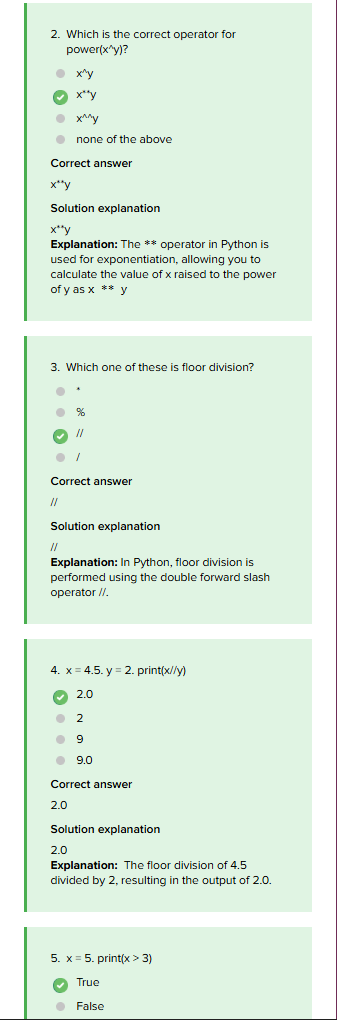 2. Which is the correct operator for
power(x^y)?
x^y
x**y
x^^y
none of the above
Correct answer
x**y
Solution explanation
x**y
Explanation: The ** operator in Python is
used for exponentiation, allowing you to
calculate the value of x raised to the power
of y as x ** y
3. Which one of these is floor division?
*
%
//
/
Correct answer
//
Solution explanation
//
Explanation: In Python, floor division is
performed using the double forward slash
operator //.
4. x = 4.5. y = 2. print(x//y)
2.0
2
9
9.0
Correct answer
2.0
Solution explanation
2.0
Explanation: The floor division of 4.5
divided by 2, resulting in the output of 2.0.
5. x = 5. print(x > 3)
True
False